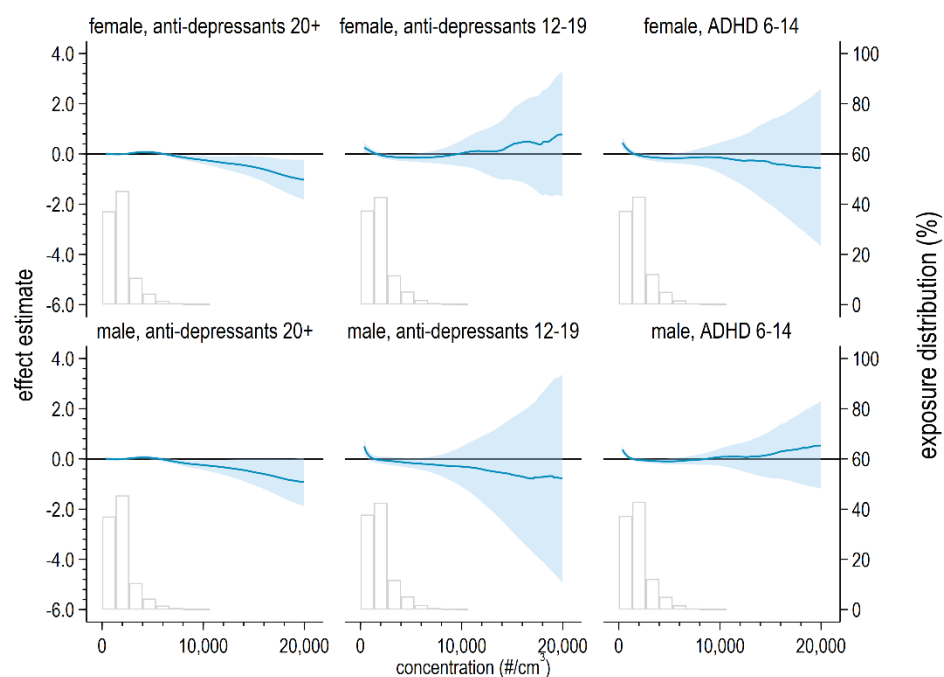 female, anti-depressants 20+
female, anti-depressants 12-19
female, ADHD 6-14
4.0
2.0
0.0
-2.0
-4.0
-6.0
100
80
60
40
20
0
male, anti-depressants 20+
male, anti-depressants 12-19
male, ADHD 6-14
4.0
2.0
0.0
-2.0
-4.0
-6.0
100
80
60
40
20
0
effect estimate
exposure distribution (%)
0 10,000 20,000
0 10,000 20,000
0 10,000 20,000
concentration (#/cm³)